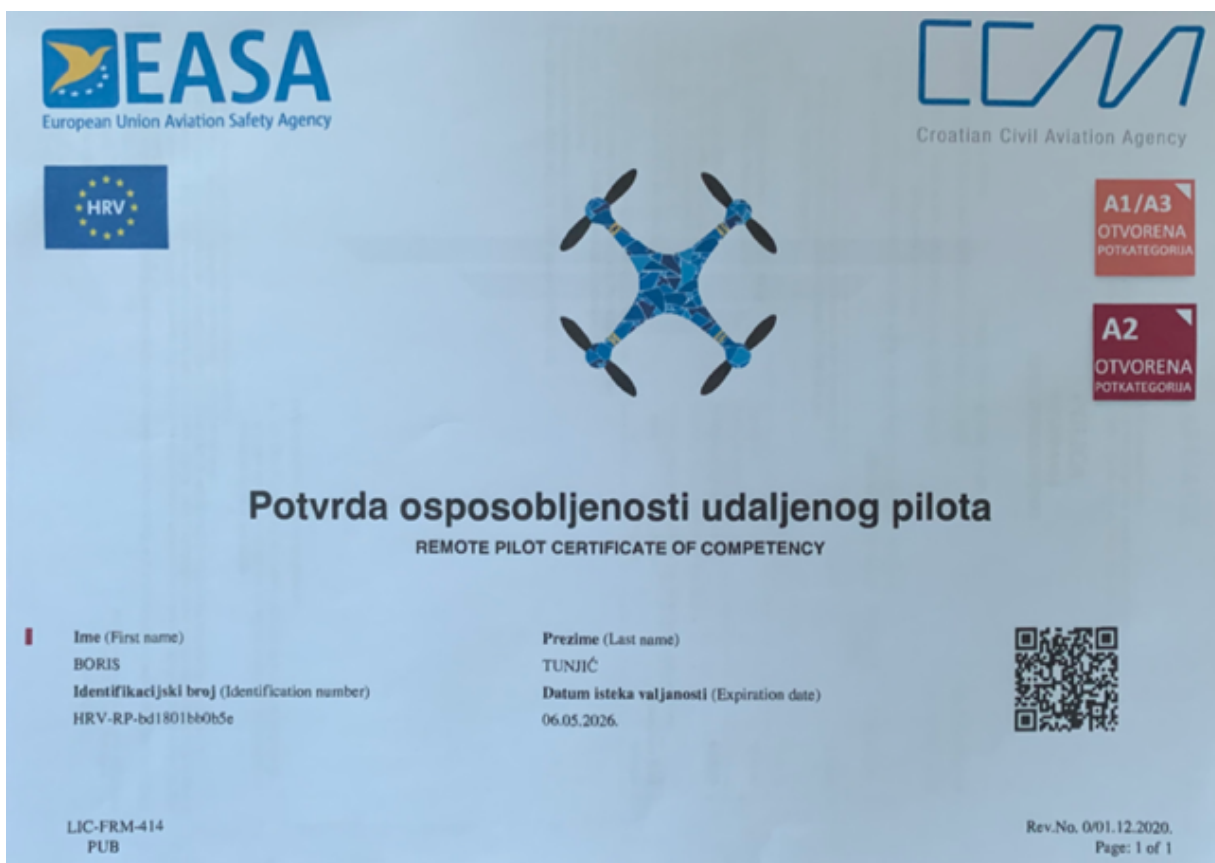 EASA
European Union Aviation Safety Agency
CCAA
Croatian Civil Aviation Agency
HRV
A1/A3
OTVORENA
POTKATEGORIJA
A2
OTVORENA
POTKATEGORIJA
Potvrda osposobljenosti udaljenog pilota
REMOTE PILOT CERTIFICATE OF COMPETENCY
Ime (First name)
BORIS
Identifikacijski broj (Identification number)
HRV-RP-bd1801bb0b5e
Prezime (Last name)
TUNJIĆ
Datum isteka valjanosti (Expiration date)
06.05.2026.
LIC-FRM-414
PUB
Rev.No. 0/01.12.2020.
Page: 1 of 1